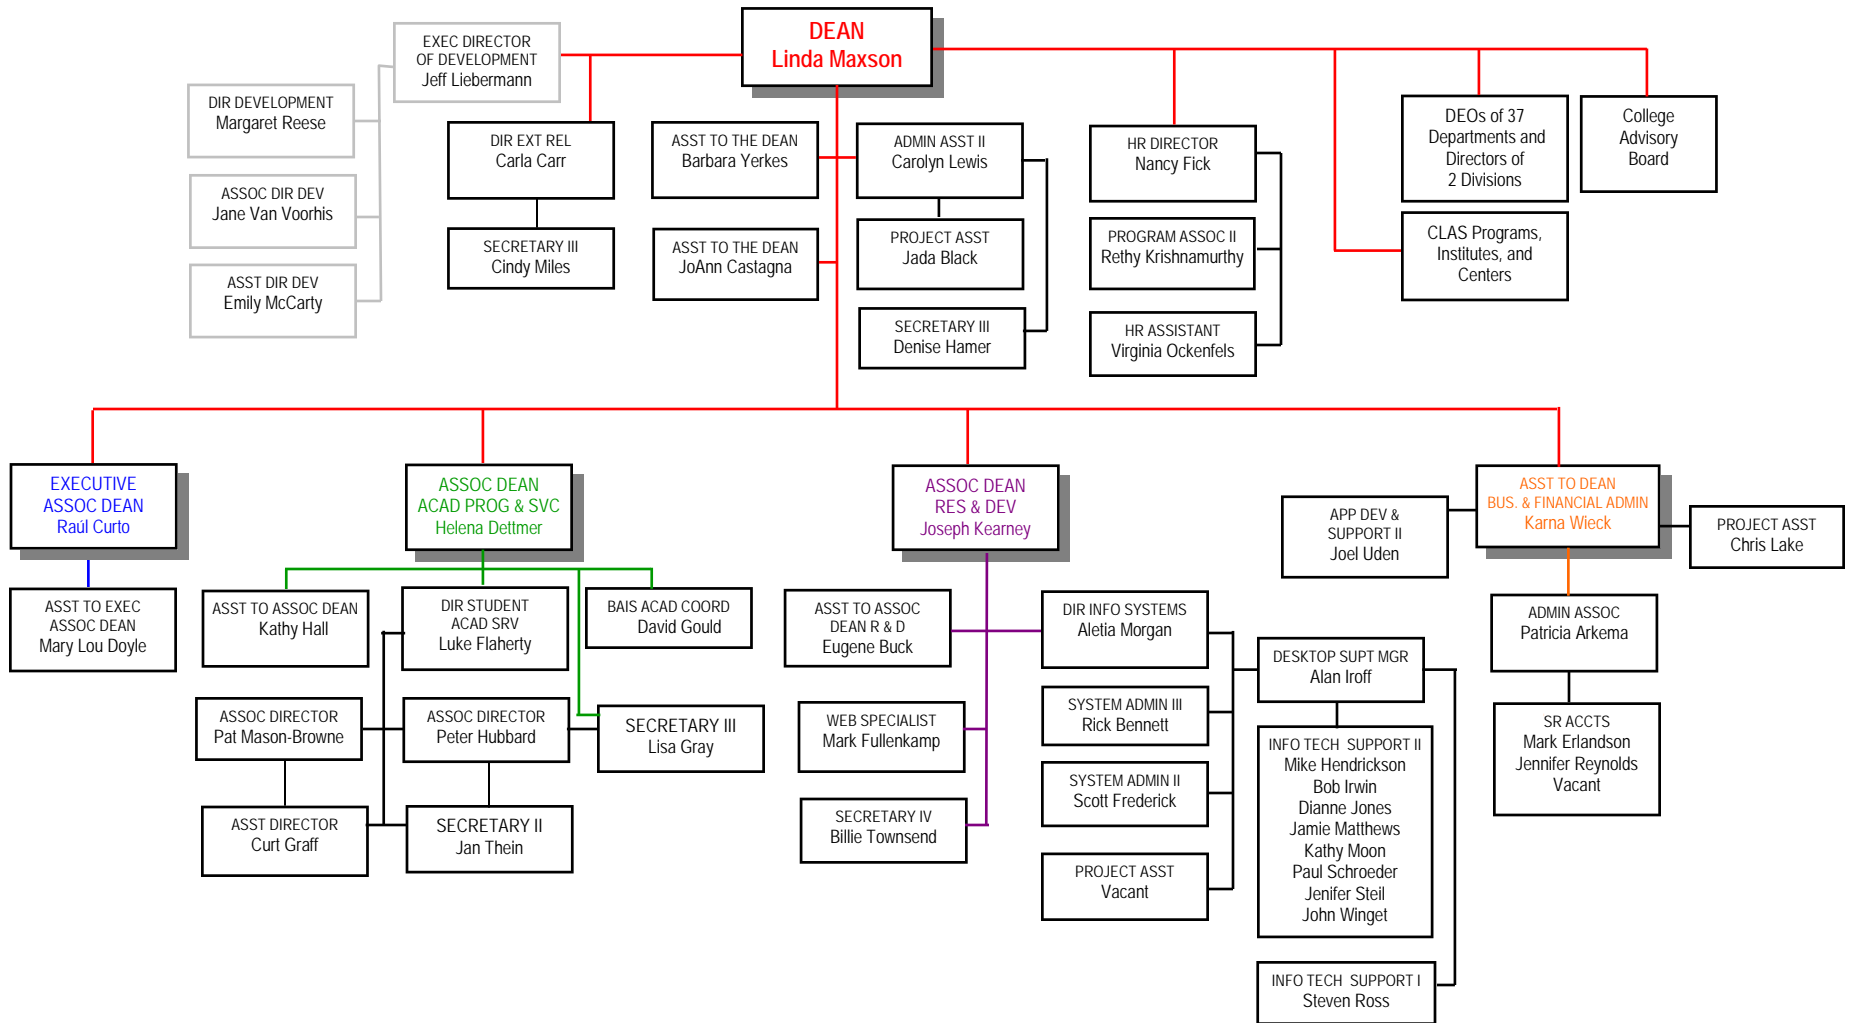 DEAN
Linda Maxson
EXEC DIRECTOR
OF DEVELOPMENT
Jeff Liebermann
DIR DEVELOPMENT
Margaret Reese
ASSOC DIR DEV
Jane Van Voorhis
ASST DIR DEV
Emily McCarty
DIR EXT REL
Carla Carr
SECRETARY III
Cindy Miles
ASST TO THE DEAN
Barbara Yerkes
ASST TO THE DEAN
JoAnn Castagna
ADMIN ASST II
Carolyn Lewis
PROJECT ASST
Jada Black
SECRETARY III
Denise Hamer
HR DIRECTOR
Nancy Fick
PROGRAM ASSOC II
Rethy Krishnamurthy
HR ASSISTANT
Virginia Ockenfels
DEOs of 37
Departments and
Directors of
2 Divisions
CLAS Programs,
Institutes, and
Centers
College
Advisory
Board
EXECUTIVE
ASSOC DEAN
Raúl Curto
ASST TO EXEC
ASSOC DEAN
Mary Lou Doyle
ASSOC DEAN
ACAD PROG & SVC
Helena Dettmer
ASST TO ASSOC DEAN
Kathy Hall
DIR STUDENT
ACAD SRV
Luke Flaherty
BAIS ACAD COORD
David Gould
ASSOC DIRECTOR
Pat Mason-Browne
ASSOC DIRECTOR
Peter Hubbard
SECRETARY III
Lisa Gray
ASST DIRECTOR
Curt Graff
SECRETARY II
Jan Thein
ASSOC DEAN
RES & DEV
Joseph Kearney
ASST TO ASSOC
DEAN R & D
Eugene Buck
WEB SPECIALIST
Mark Fullenkamp
SECRETARY IV
Billie Townsend
DIR INFO SYSTEMS
Aletia Morgan
SYSTEM ADMIN III
Rick Bennett
SYSTEM ADMIN II
Scott Frederick
PROJECT ASST
Vacant
DESKTOP SUPT MGR
Alan Iroff
INFO TECH SUPPORT II
Mike Hendrickson
Bob Irwin
Dianne Jones
Jamie Matthews
Kathy Moon
Paul Schroeder
Jenifer Steil
John Winget
INFO TECH SUPPORT I
Steven Ross
ASST TO DEAN
BUS. & FINANCIAL ADMIN
Karna Wieck
APP DEV &
SUPPORT II
Joel Uden
PROJECT ASST
Chris Lake
ADMIN ASSOC
Patricia Arkema
SR ACCTS
Mark Erlandson
Jennifer Reynolds
Vacant